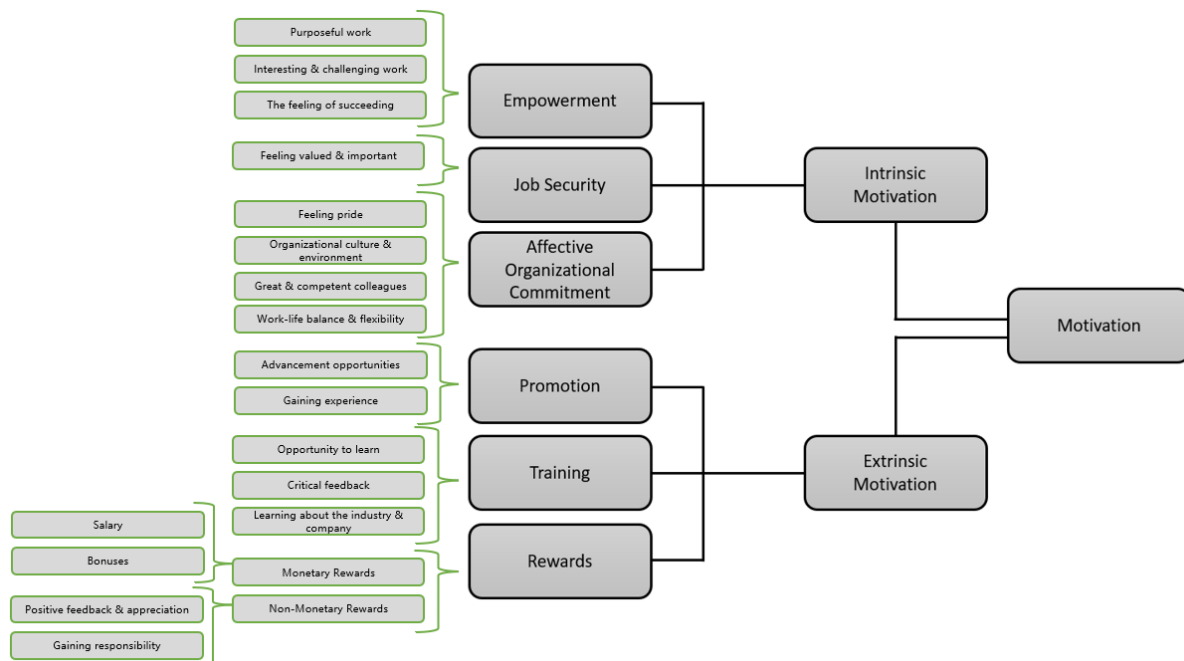 Purposeful work
Interesting & challenging work
The feeling of succeeding
Empowerment
Feeling valued & important
Job Security
Feeling pride
Organizational culture &
environment
Great & competent colleagues
Work-life balance & flexibility
Affective
Organizational
Commitment
Intrinsic
Motivation
Motivation
Advancement opportunities
Gaining experience
Promotion
Opportunity to learn
Critical feedback
Learning about the industry &
company
Training
Extrinsic
Motivation
Salary
Bonuses
Monetary Rewards
Positive feedback & appreciation
Gaining responsibility
Non-Monetary Rewards
Rewards